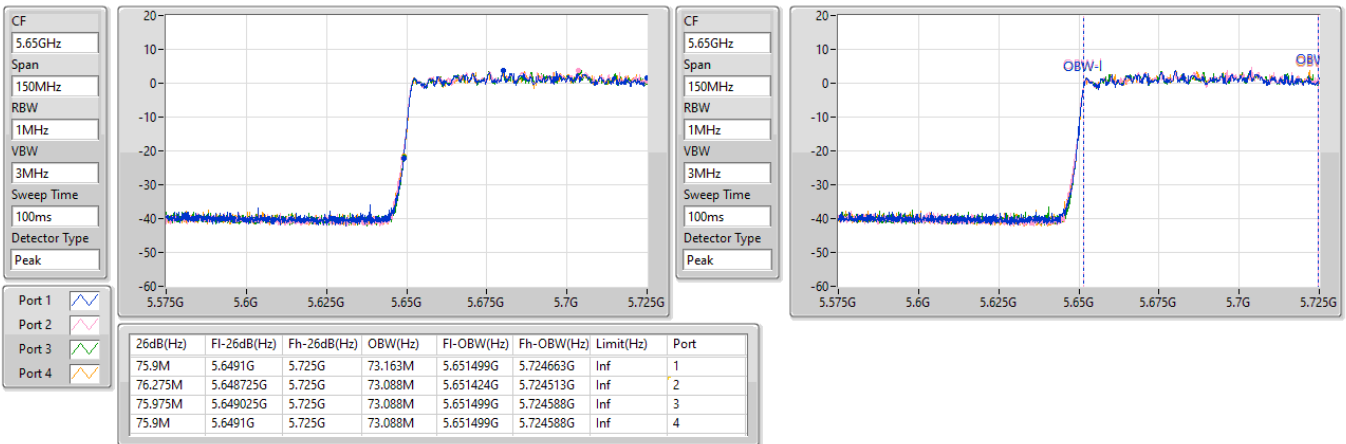 CF
5.65GHz
Span
150MHz
RBW
1MHz
VBW
3MHz
Sweep Time
100ms
Detector Type
Peak
20
10
0
-10
-20
-30
-40
-50
-60
5.575G 5.6G 5.625G 5.65G 5.675G 5.7G 5.725G
CF
5.65GHz
Span
150MHz
RBW
1MHz
VBW
3MHz
Sweep Time
100ms
Detector Type
Peak
20
10
0
-10
-20
-30
-40
-50
-60
OBW-l
5.575G 5.6G 5.625G 5.65G 5.675G 5.7G 5.725G
Port 1
Port 2
Port 3
Port 4
26dB(Hz) Fl-26dB(Hz) Fh-26dB(Hz) OBW(Hz) Fl-OBW(Hz) Fh-OBW(Hz) Limit(Hz) Port
75.9M 5.6491G 5.725G 73.163M 5.651499G 5.724663G Inf 1
76.275M 5.648725G 5.725G 73.088M 5.651424G 5.724513G Inf 2
75.975M 5.649025G 5.725G 73.088M 5.651499G 5.724588G Inf 3
75.9M 5.6491G 5.725G 73.088M 5.651499G 5.724588G Inf 4